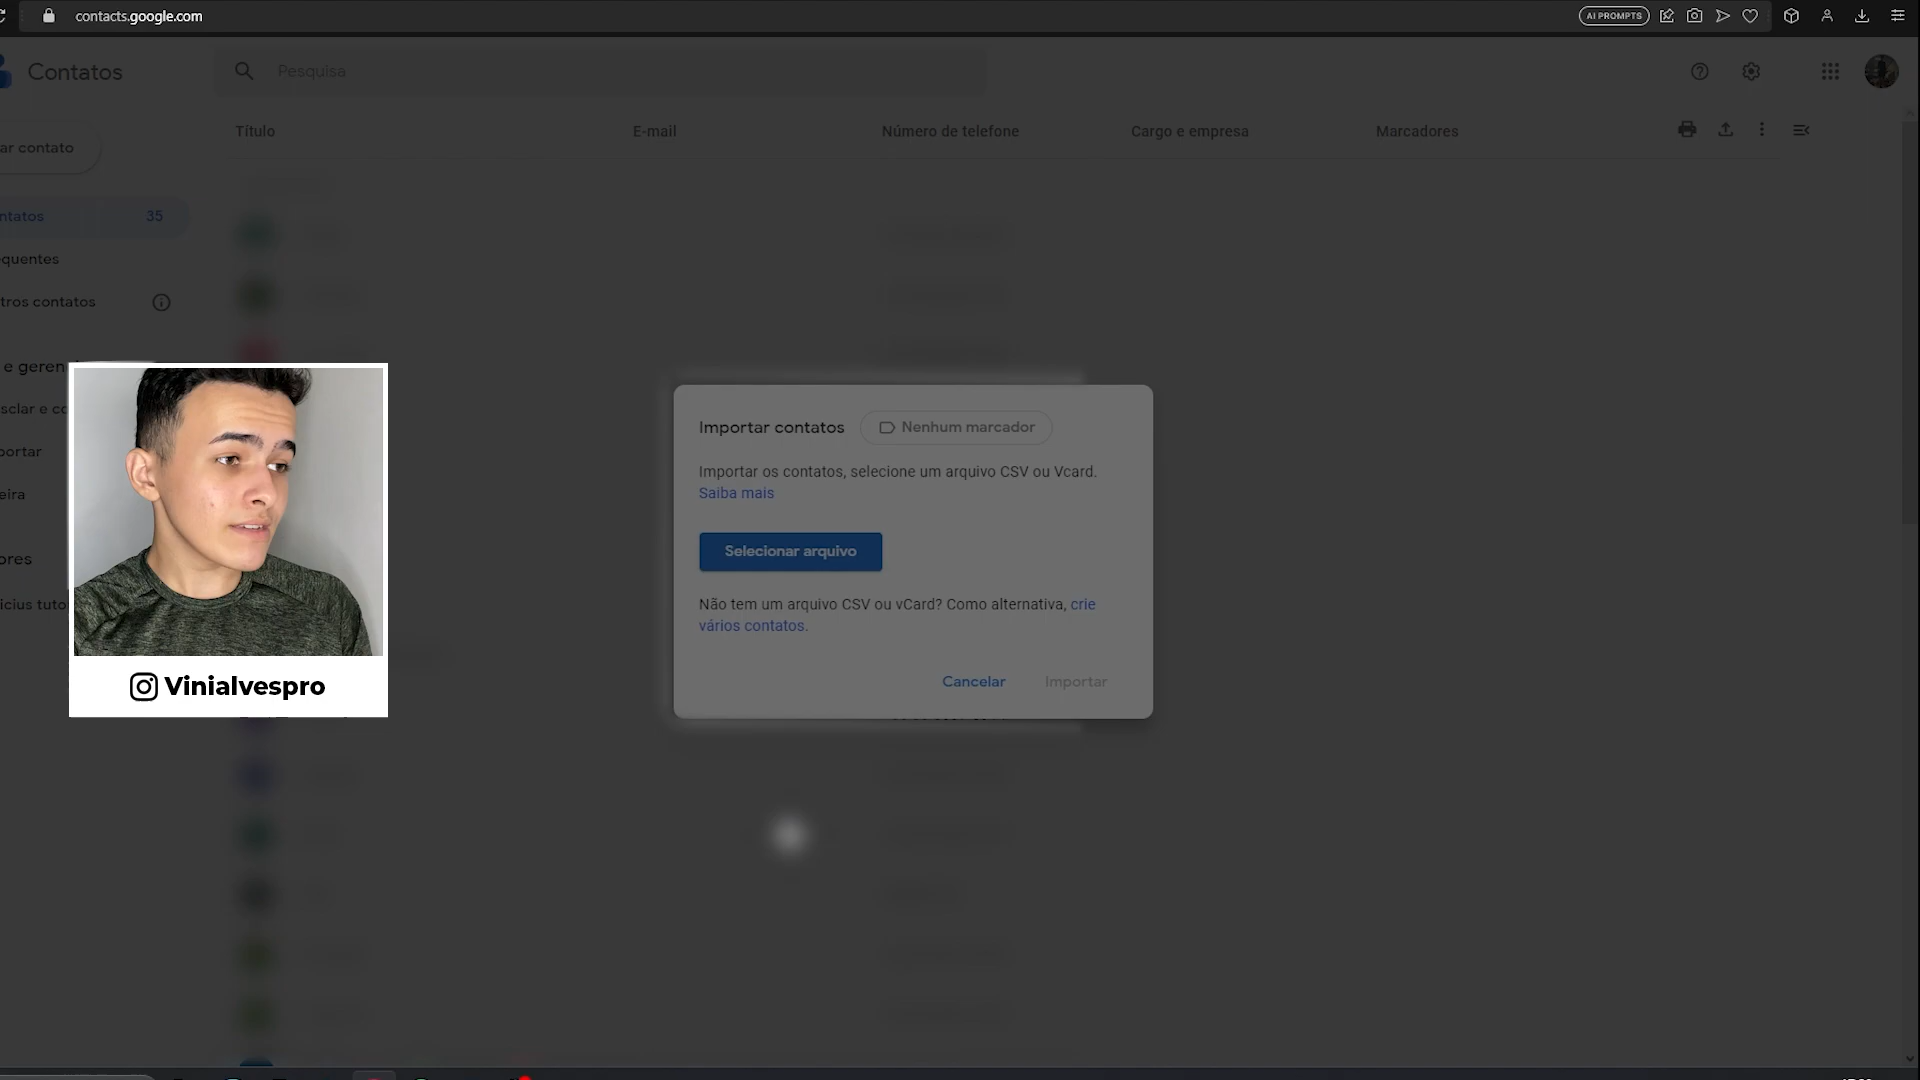 contacts.google.com
AI PROMPTS
Contatos
Pesquisa
Título
E-mail
Número de telefone
Cargo e empresa
Marcadores
ar contato
ntatos
35
equentes
tros contatos
e geren
sclar e co
portar
eira
ores
icius tuto
Vinialvespro
Importar contatos
Nenhum marcador
Importar os contatos, selecione um arquivo CSV ou Vcard.
Saiba mais
Selecionar arquivo
Não tem um arquivo CSV ou vCard? Como alternativa, crie
vários contatos.
Cancelar
Importar